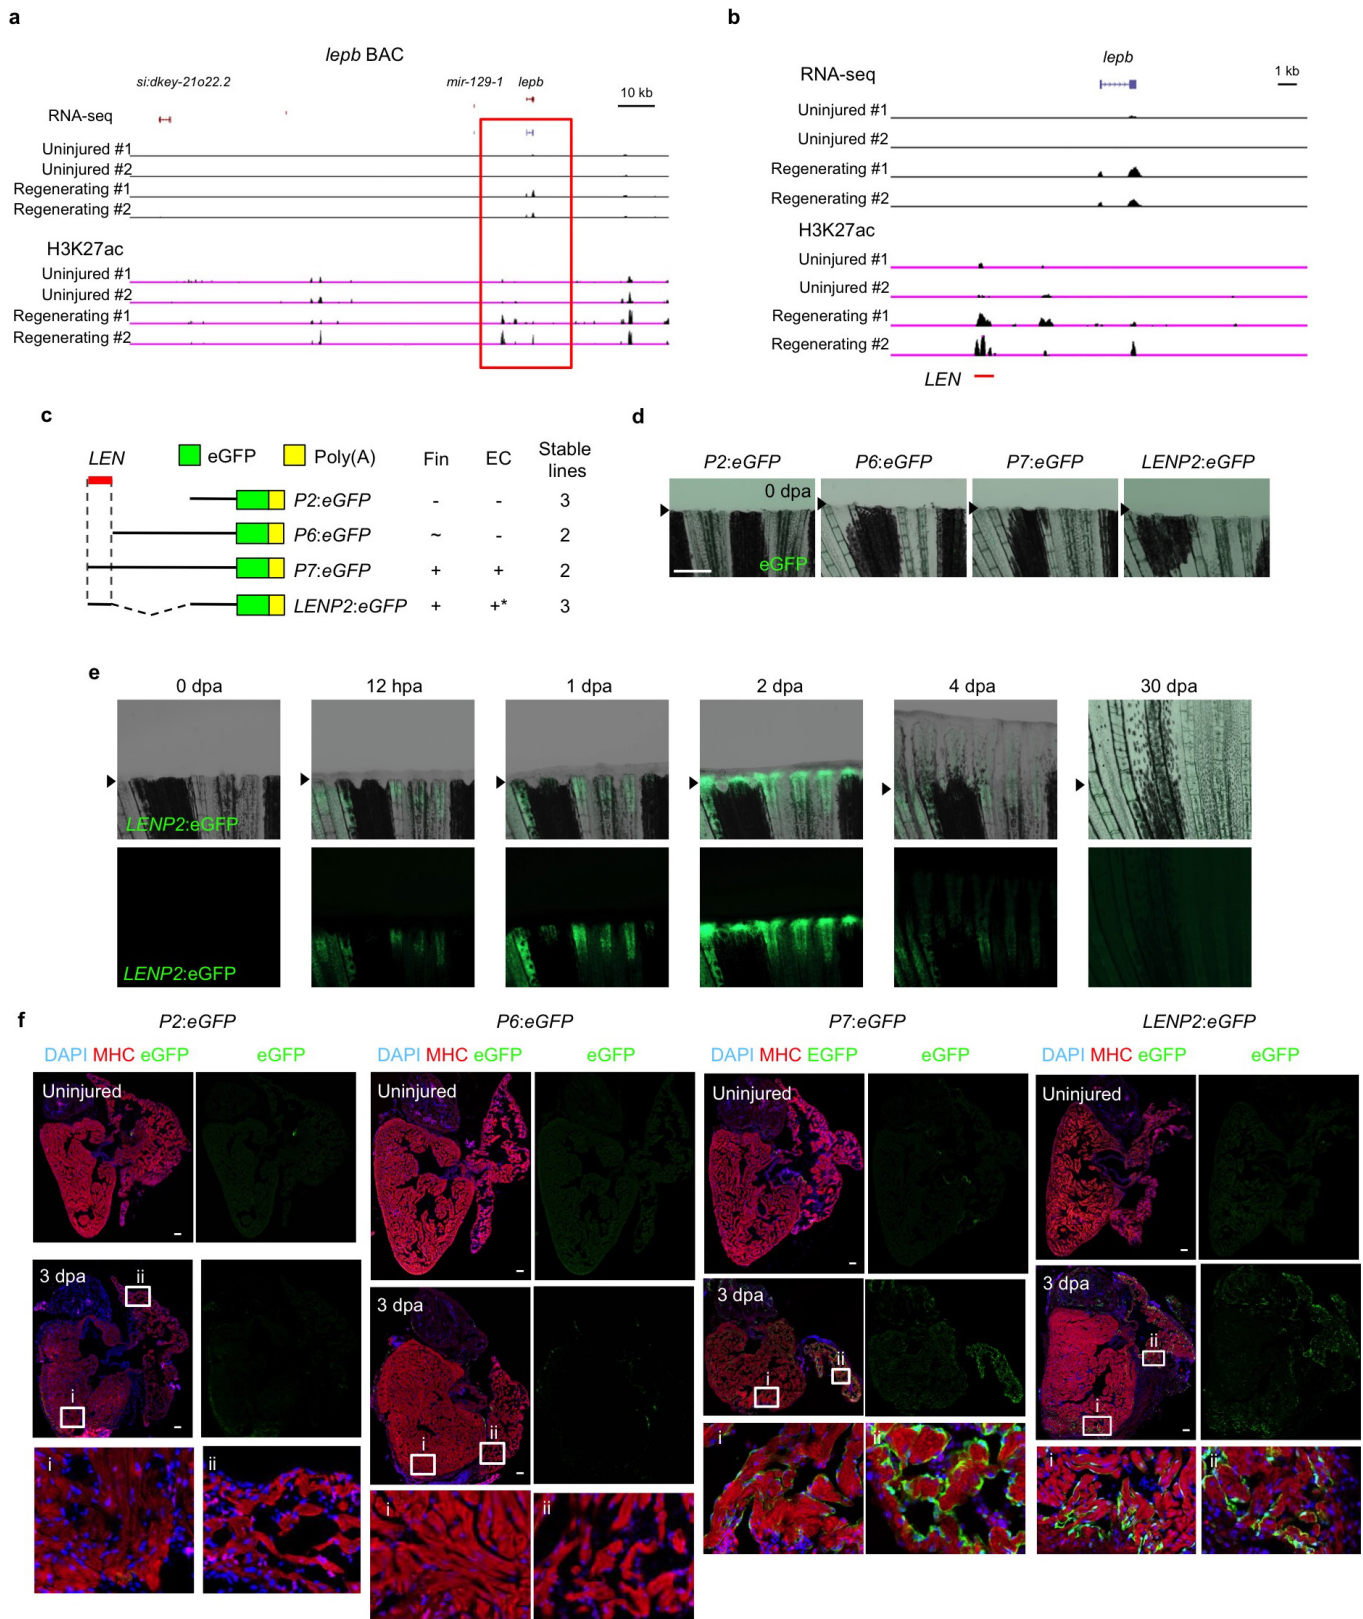 a
lepb BAC
si:dkey-21o22.2
mir-129-1 lepb
10 kb
RNA-seq
Uninjured #1
Uninjured #2
Regenerating #1
Regenerating #2
H3K27ac
Uninjured #1
Uninjured #2
Regenerating #1
Regenerating #2
b
lepb
RNA-seq
1 kb
Uninjured #1
Uninjured #2
Regenerating #1
Regenerating #2
H3K27ac
Uninjured #1
Uninjured #2
Regenerating #1
Regenerating #2
LEN
c
LEN eGFP Poly(A) Fin EC Stable
lines
P2:eGFP - - 3
P6:eGFP ~ - 2
P7:eGFP + + 2
LENP2:eGFP + +* 3
d
P2:eGFP P6:eGFP P7:eGFP LENP2:eGFP
0 dpa
eGFP
e
0 dpa 12 hpa 1 dpa 2 dpa 4 dpa 30 dpa
LENP2:eGFP
LENP2:eGFP
f
P2:eGFP P6:eGFP P7:eGFP LENP2:eGFP
DAPI MHC eGFP eGFP DAPI MHC eGFP eGFP DAPI MHC EGFP eGFP DAPI MHC eGFP eGFP
Uninjured Uninjured Uninjured Uninjured
3 dpa ii i
3 dpa i ii
3 dpa ii i
3 dpa ii i
i ii i ii i ii i ii